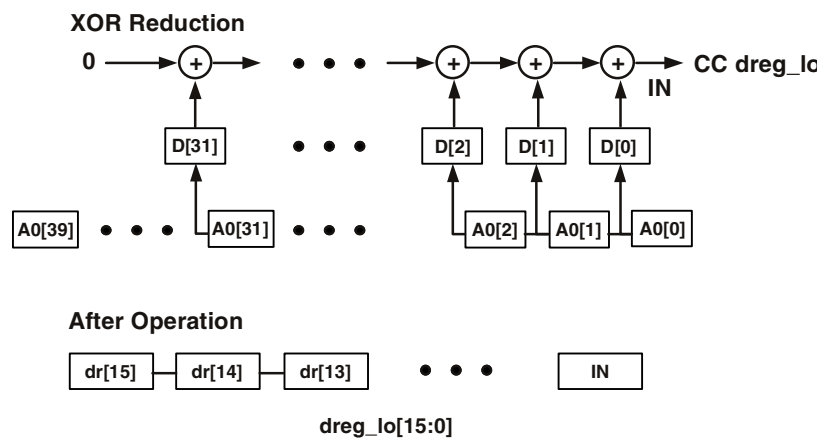 XOR Reduction
0 + + + + CC dreg_lo
IN
D[31] D[2] D[1] D[0]
A0[39] A0[31] A0[2] A0[1] A0[0]
After Operation
dr[15] dr[14] dr[13] IN
dreg_lo[15:0]